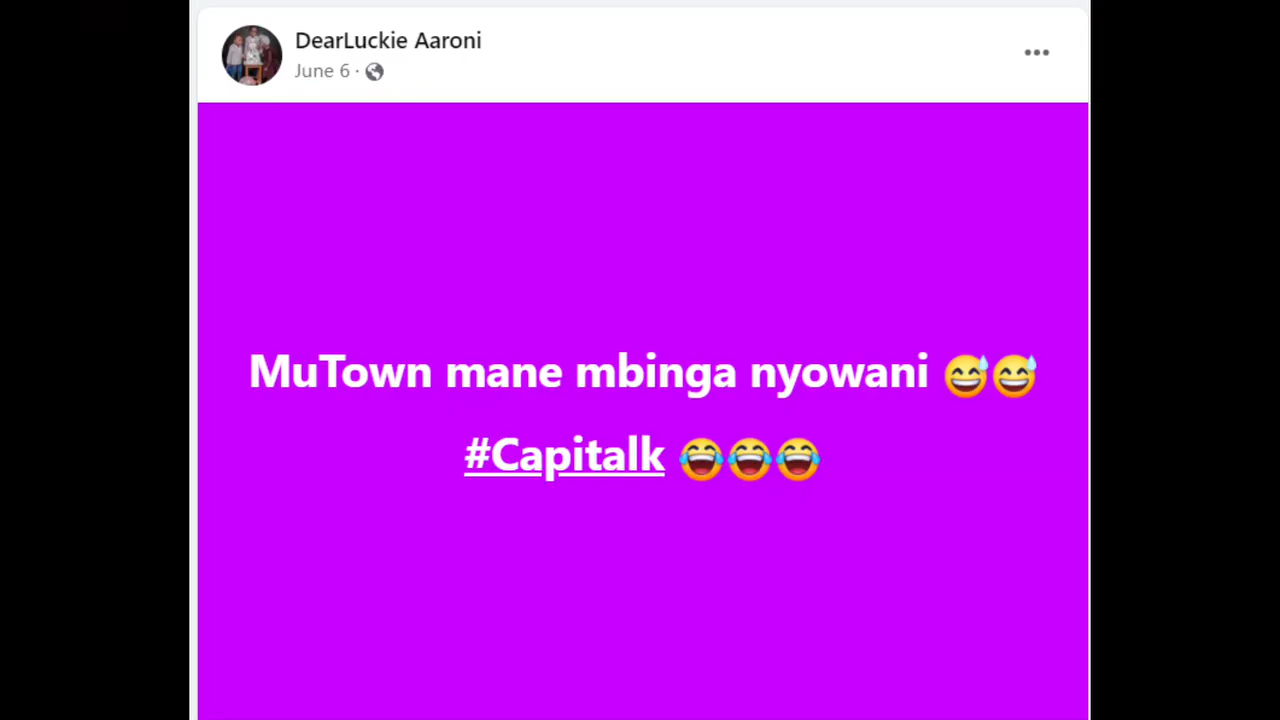 DearLuckie Aaroni
June 6 ·
MuTown mane mbinga nyowani 😅😅
#Capitalk 😂😂😂